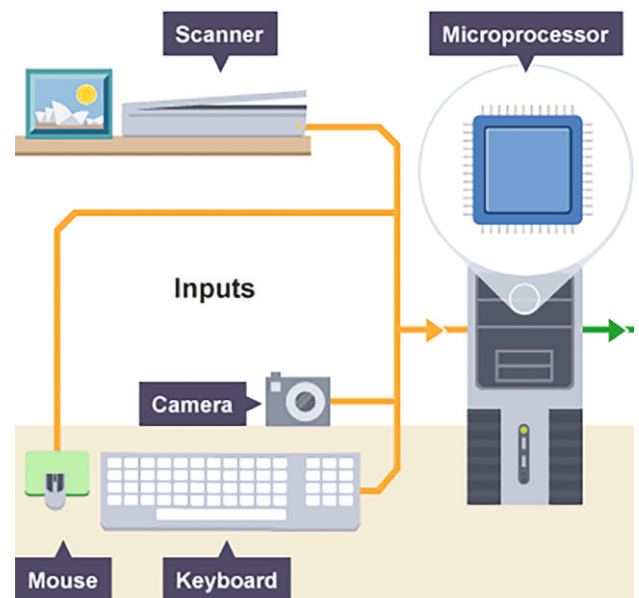 Scanner
Microprocessor
Inputs
Camera
Mouse
Keyboard